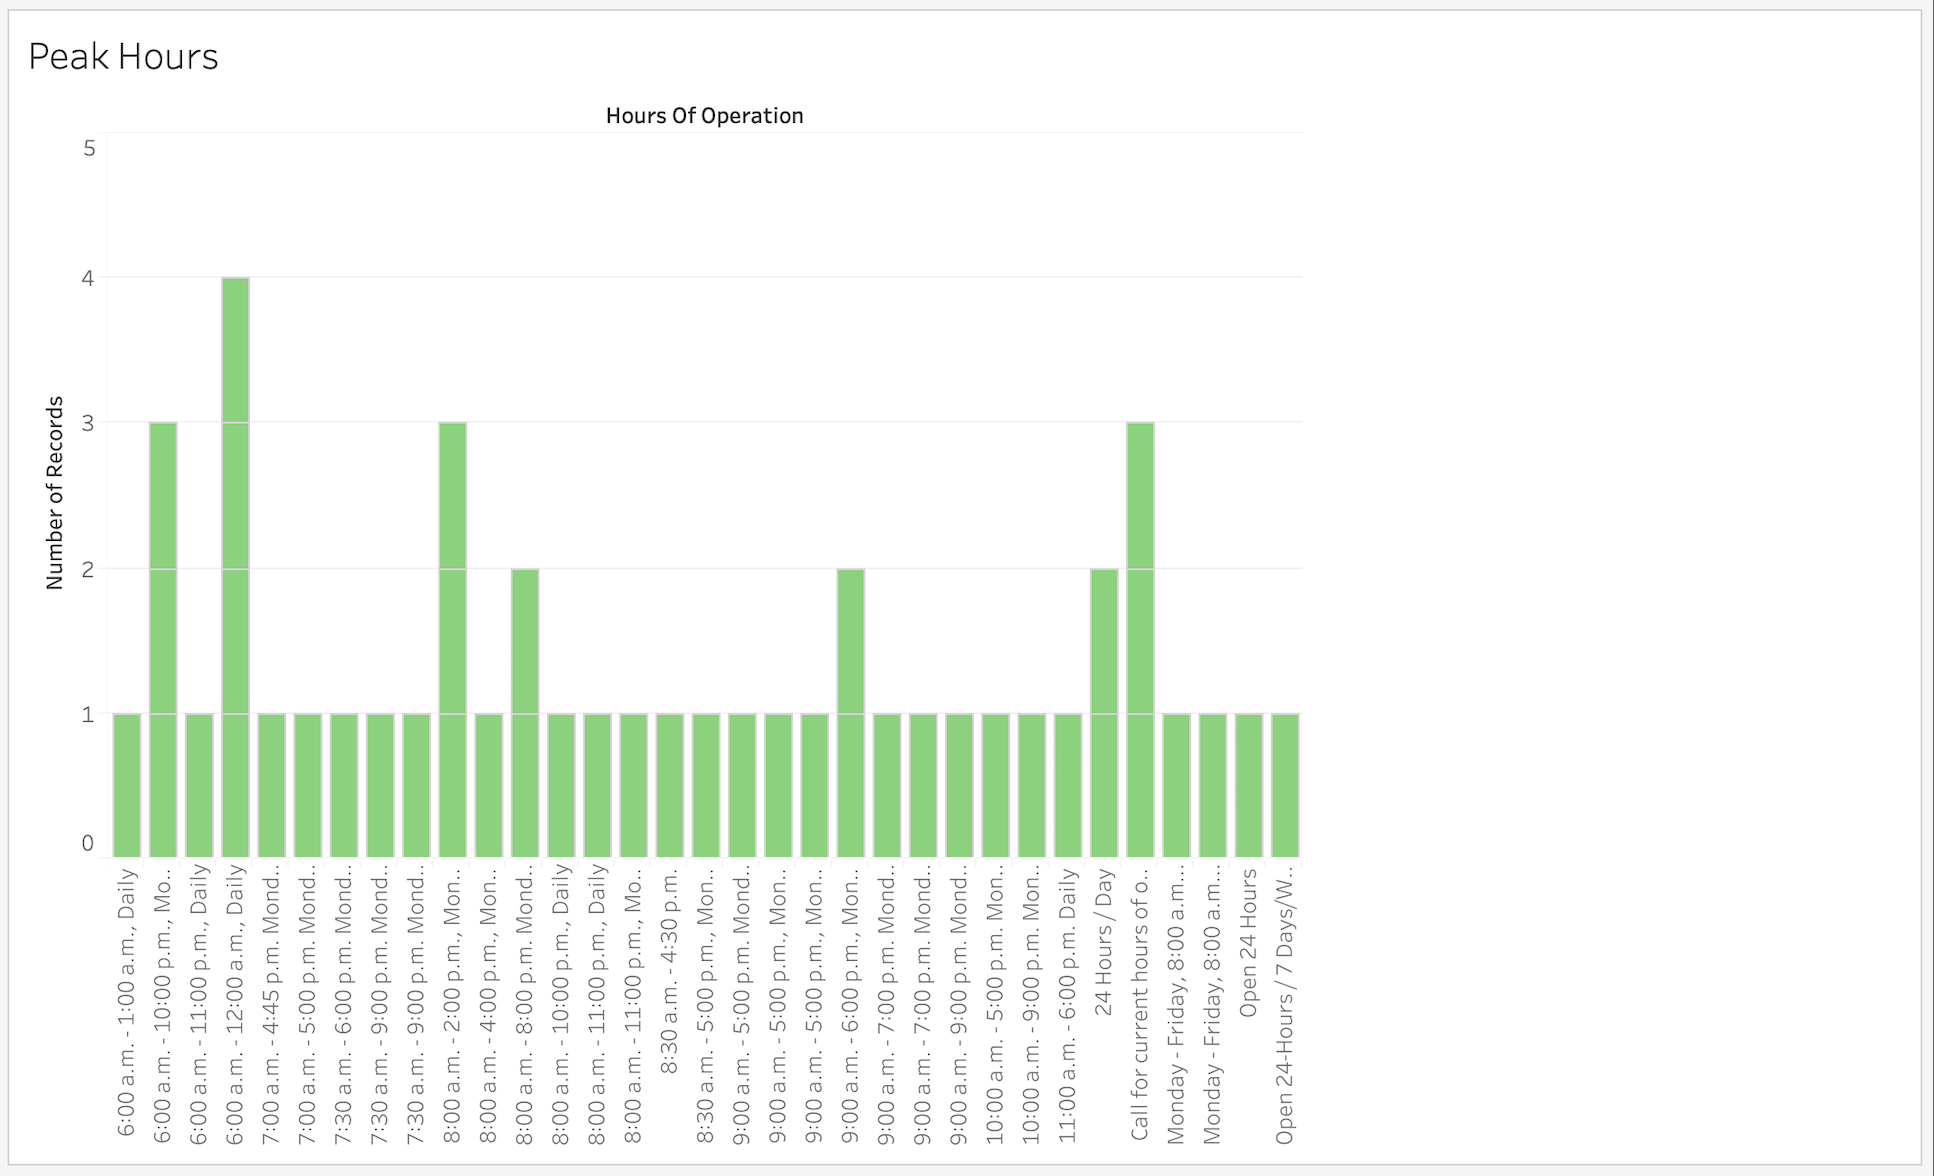 Peak Hours
Hours Of Operation
5
4
3
2
1
0
Number of Records
6:00 a.m. - 1:00 a.m., Daily
6:00 a.m. - 10:00 p.m., Mo..
6:00 a.m. - 11:00 p.m., Daily
6:00 a.m. - 12:00 a.m., Daily
7:00 a.m. - 4:45 p.m. Mond..
7:00 a.m. - 5:00 p.m. Mond..
7:30 a.m. - 6:00 p.m. Mond..
7:30 a.m. - 9:00 p.m. Mond..
7:30 a.m. - 9:00 p.m. Mond..
8:00 a.m. - 2:00 p.m., Mon..
8:00 a.m. - 4:00 p.m., Mon..
8:00 a.m. - 8:00 p.m. Mond..
8:00 a.m. - 10:00 p.m., Daily
8:00 a.m. - 11:00 p.m., Daily
8:00 a.m. - 11:00 p.m., Mo..
8:30 a.m. - 4:30 p.m.
8:30 a.m. - 5:00 p.m., Mon..
9:00 a.m. - 5:00 p.m. Mond..
9:00 a.m. - 5:00 p.m., Mon..
9:00 a.m. - 5:00 p.m., Mon..
9:00 a.m. - 6:00 p.m., Mon..
9:00 a.m. - 7:00 p.m. Mond..
9:00 a.m. - 7:00 p.m. Mond..
9:00 a.m. - 9:00 p.m. Mond..
10:00 a.m. - 5:00 p.m. Mon..
10:00 a.m. - 9:00 p.m. Mon..
11:00 a.m. - 6:00 p.m. Daily
24 Hours / Day
Call for current hours of o..
Monday - Friday, 8:00 a.m...
Monday - Friday, 8:00 a.m...
Open 24 Hours
Open 24-Hours / 7 Days/W..